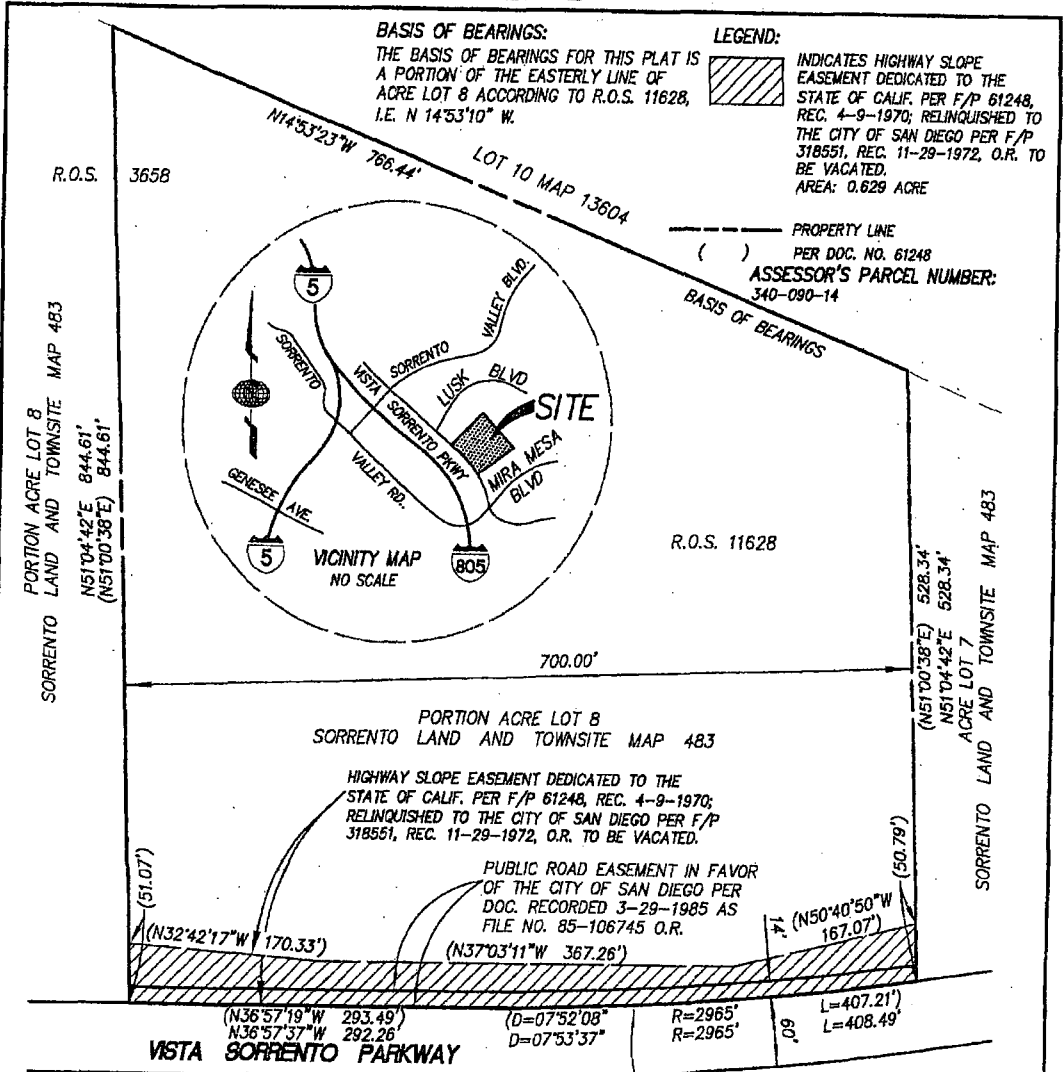 BASIS OF BEARINGS:
THE BASIS OF BEARINGS FOR THIS PLAT IS
A PORTION OF THE EASTERLY LINE OF
ACRE LOT 8 ACCORDING TO R.O.S. 11628,
I.E. N 14°53'10" W.
LEGEND:
INDICATES HIGHWAY SLOPE
EASEMENT DEDICATED TO THE
STATE OF CALIF. PER F/P 61248,
REC. 4-9-1970; RELINQUISHED TO
THE CITY OF SAN DIEGO PER F/P
318551, REC. 11-29-1972, O.R. TO
BE VACATED.
AREA: 0.629 ACRE
PROPERTY LINE
( ) PER DOC. NO. 61248
ASSESSOR'S PARCEL NUMBER:
340-090-14
N14°53'23"W 766.44'
LOT 10 MAP 13604
BASIS OF BEARINGS
R.O.S. 3658
PORTION ACRE LOT 8
SORRENTO LAND AND TOWNSITE MAP 483
N51°04'42"E 844.61'
(N51°00'38"E) 844.61'
5
SORRENTO
VALLEY RD.
SORRENTO
VALLEY BLVD.
VISTA SORRENTO PKWY
LUSK BLVD
SITE
MIRA MESA
BLVD
GENESEE AVE.
5
805
VICINITY MAP
NO SCALE
R.O.S. 11628
(N51°00'38"E) 528.34'
N51°04'42"E 528.34'
ACRE LOT 7
SORRENTO LAND AND TOWNSITE MAP 483
700.00'
PORTION ACRE LOT 8
SORRENTO LAND AND TOWNSITE MAP 483
HIGHWAY SLOPE EASEMENT DEDICATED TO THE
STATE OF CALIF. PER F/P 61248, REC. 4-9-1970;
RELINQUISHED TO THE CITY OF SAN DIEGO PER F/P
318551, REC. 11-29-1972, O.R. TO BE VACATED.
PUBLIC ROAD EASEMENT IN FAVOR
OF THE CITY OF SAN DIEGO PER
DOC. RECORDED 3-29-1985 AS
FILE NO. 85-106745 O.R.
(51.07')
(50.79')
(N32°42'17"W 170.33')
(N37°03'11"W 367.26')
14'
(N50°40'50"W
167.07')
(N36°57'19"W 293.49')
N36°57'37"W 292.26'
(D=07°52'08"
D=07°53'37"
R=2965'
R=2965'
60'
L=407.21')
L=408.49'
VISTA SORRENTO PARKWAY